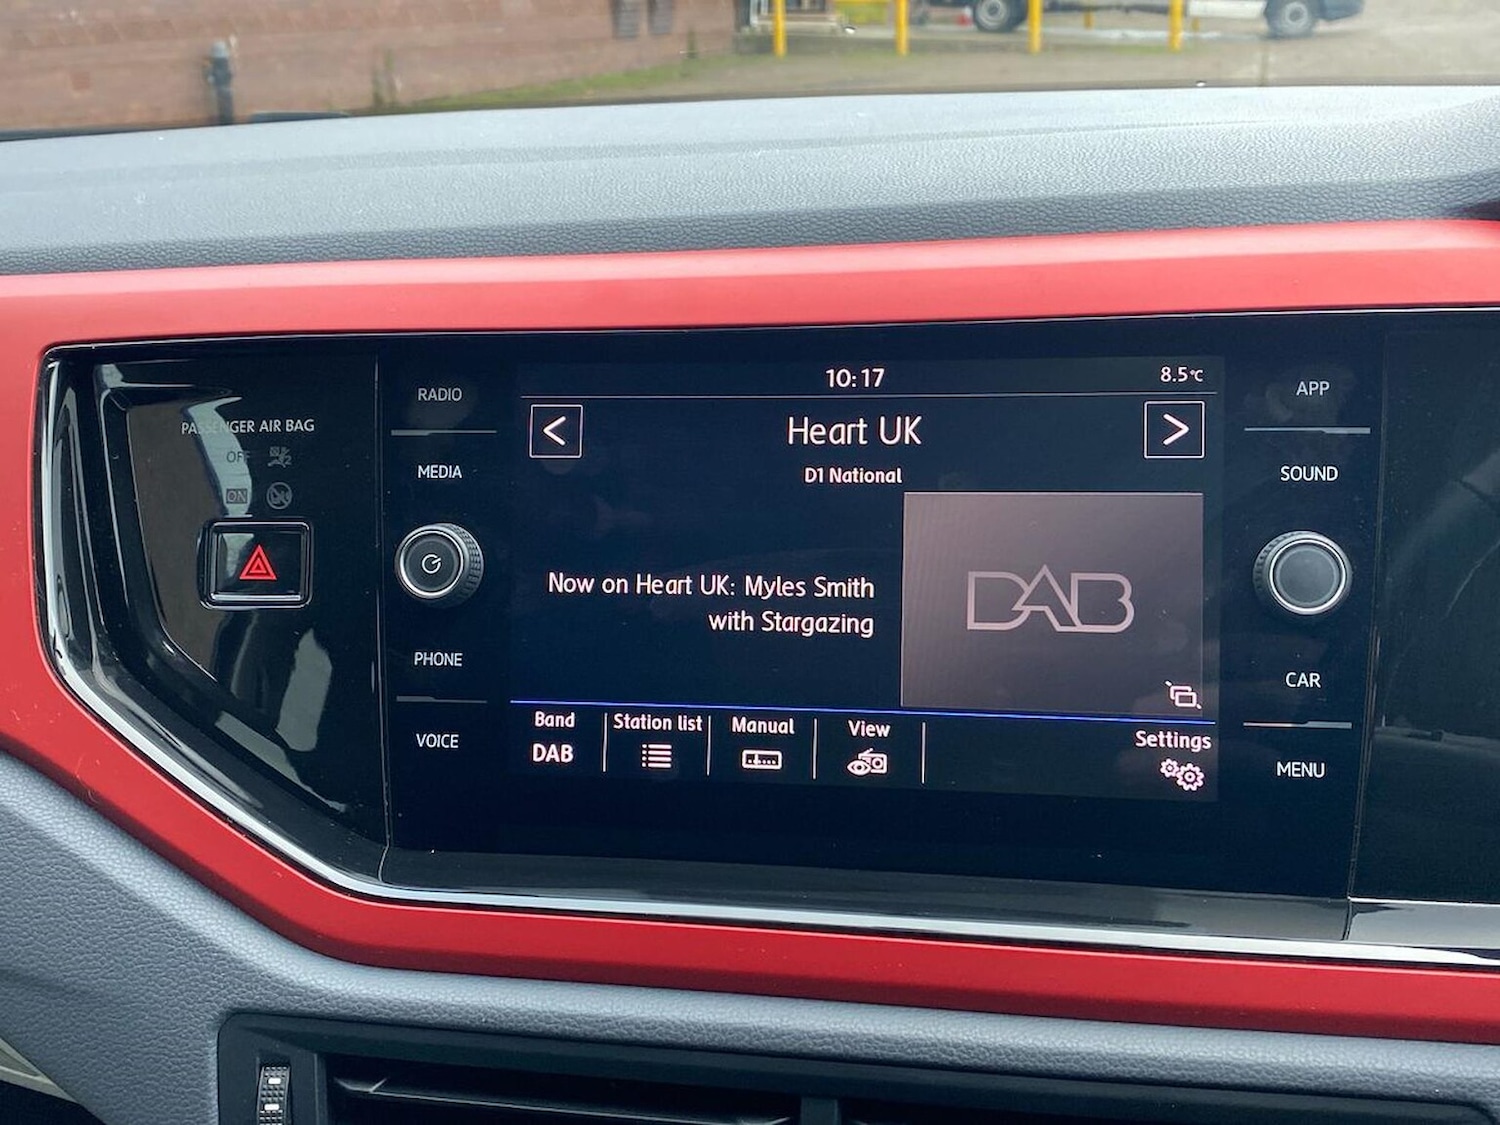 PASSENGER AIR BAG
OFF
ON
RADIO
MEDIA
PHONE
VOICE
10:17
8.5°C
<
Heart UK
>
D1 National
Now on Heart UK: Myles Smith
with Stargazing
DAB
Band
DAB
Station list
Manual
View
Settings
APP
SOUND
CAR
MENU